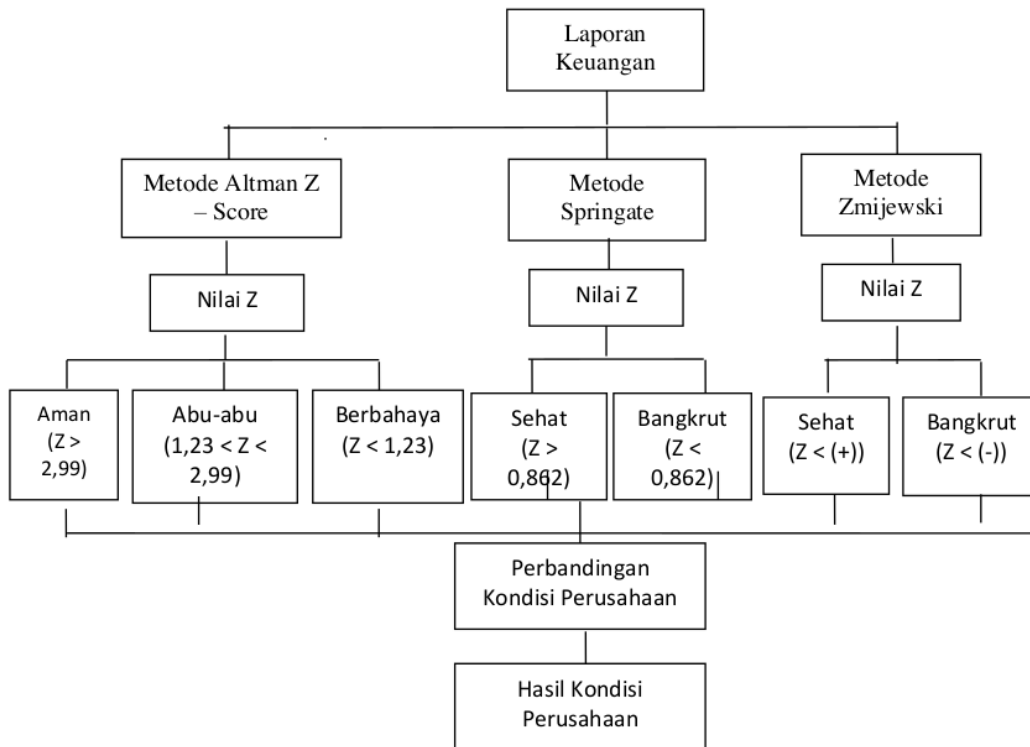 Laporan
Keuangan
Metode Altman Z
– Score
Metode
Springate
Metode
Zmijewski
Nilai Z
Nilai Z
Nilai Z
Aman
(Z >
2,99)
Abu-abu
(1,23 < Z <
2,99)
Berbahaya
(Z < 1,23)
Sehat
(Z >
0,862)
Bangkrut
(Z <
0,862)
Sehat
(Z < (+))
Bangkrut
(Z < (-))
Perbandingan
Kondisi Perusahaan
Hasil Kondisi
Perusahaan